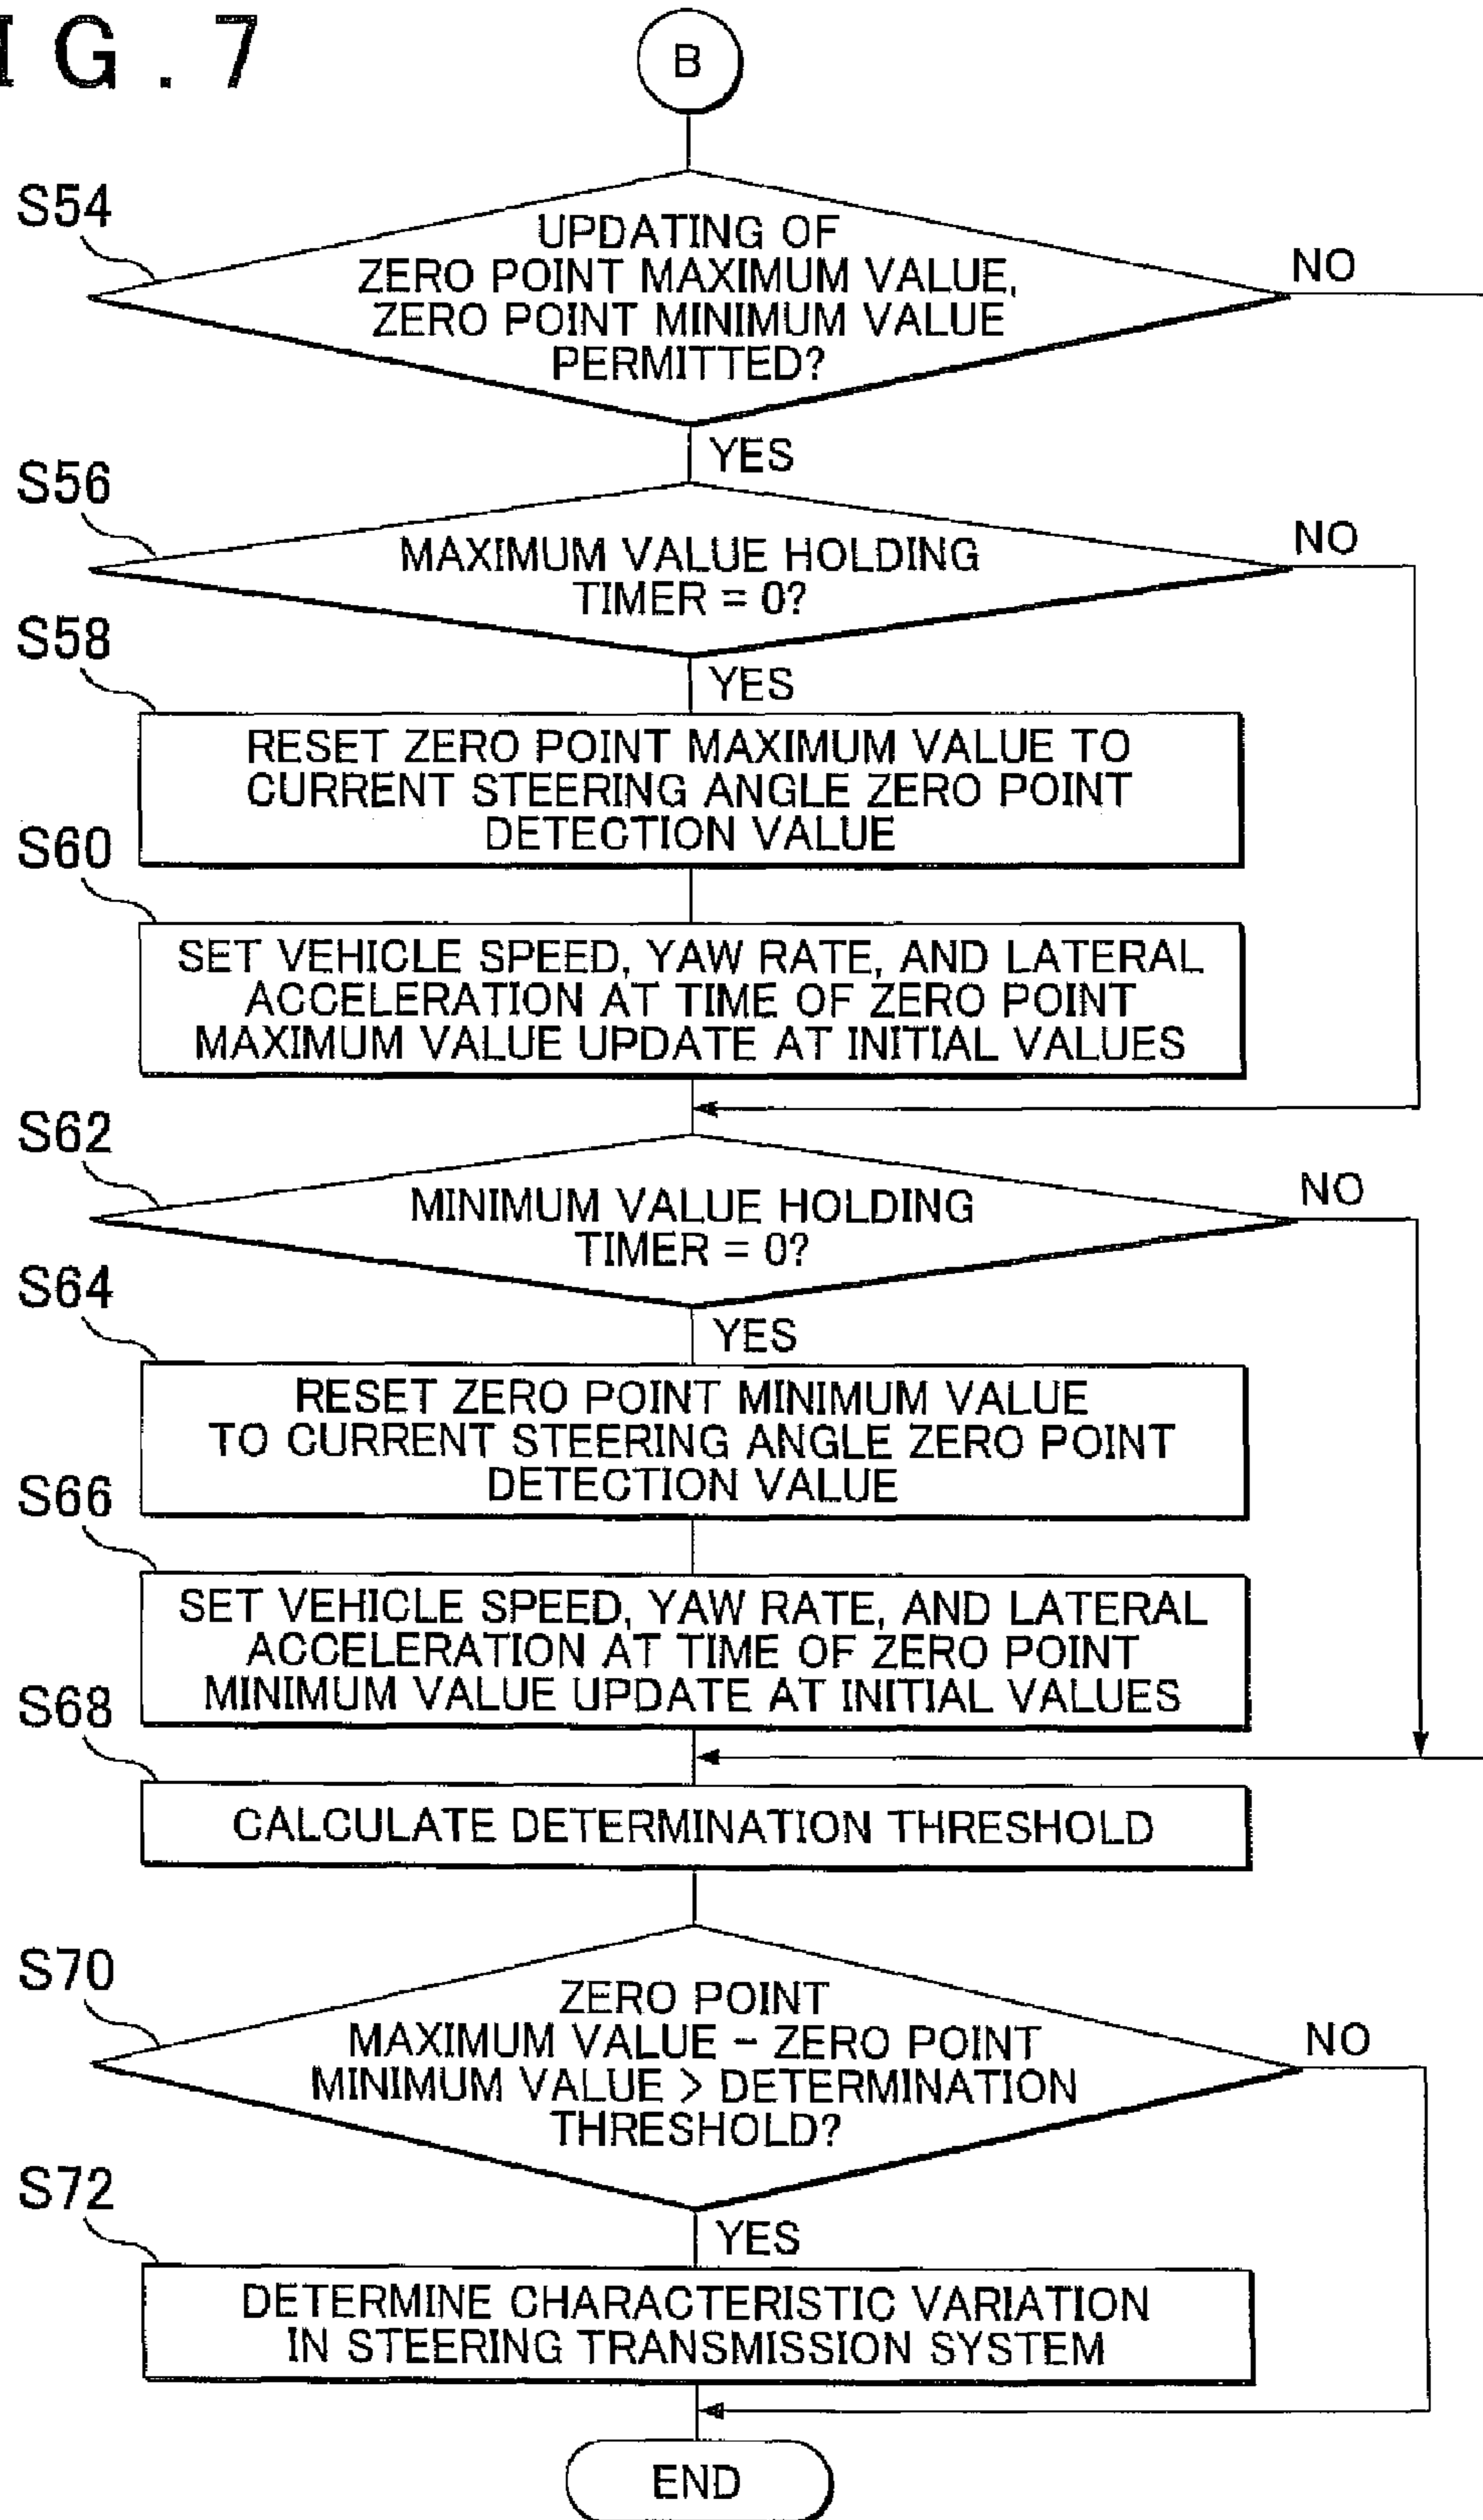 I G . 7
B
S54
UPDATING OF
ZERO POINT MAXIMUM VALUE,
ZERO POINT MINIMUM VALUE
PERMITTED?
NO
YES
S56
MAXIMUM VALUE HOLDING
TIMER = 0?
NO
YES
S58
RESET ZERO POINT MAXIMUM VALUE TO
CURRENT STEERING ANGLE ZERO POINT
DETECTION VALUE
S60
SET VEHICLE SPEED, YAW RATE, AND LATERAL
ACCELERATION AT TIME OF ZERO POINT
MAXIMUM VALUE UPDATE AT INITIAL VALUES
S62
MINIMUM VALUE HOLDING
TIMER = 0?
NO
YES
S64
RESET ZERO POINT MINIMUM VALUE
TO CURRENT STEERING ANGLE ZERO POINT
DETECTION VALUE
S66
SET VEHICLE SPEED, YAW RATE, AND LATERAL
ACCELERATION AT TIME OF ZERO POINT
MINIMUM VALUE UPDATE AT INITIAL VALUES
S68
CALCULATE DETERMINATION THRESHOLD
S70
ZERO POINT
MAXIMUM VALUE - ZERO POINT
MINIMUM VALUE > DETERMINATION
THRESHOLD?
NO
YES
S72
DETERMINE CHARACTERISTIC VARIATION
IN STEERING TRANSMISSION SYSTEM
END